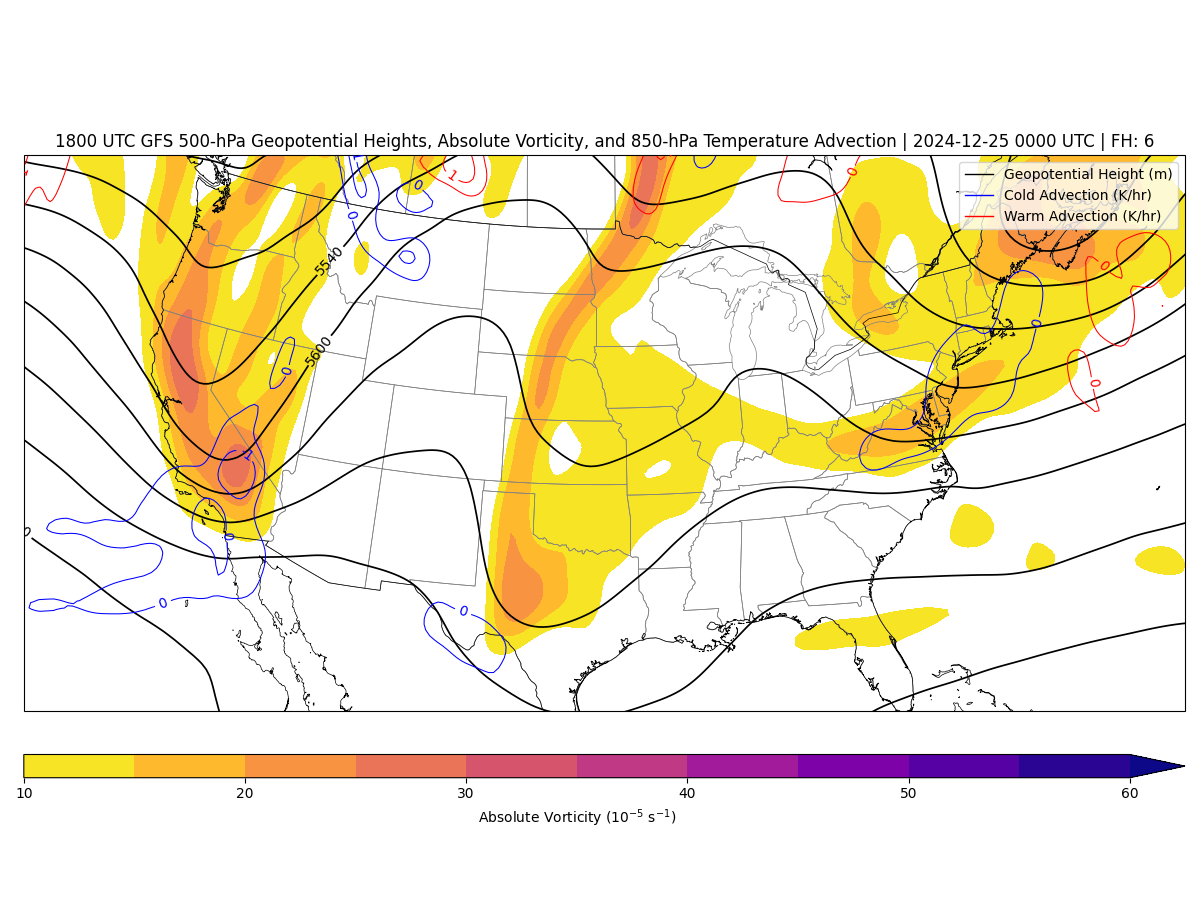 1800 UTC GFS 500-hPa Geopotential Heights, Absolute Vorticity, and 850-hPa Temperature Advection | 2024-12-25 0000 UTC | FH: 6
Geopotential Height (m)
Cold Advection (K/hr)
Warm Advection (K/hr)
1
0
0
0
0
0
5540
0
0
5600
0
0
1
0
0
0
0
10 20 30 40 50 60
Absolute Vorticity (10⁻⁵ s⁻¹)